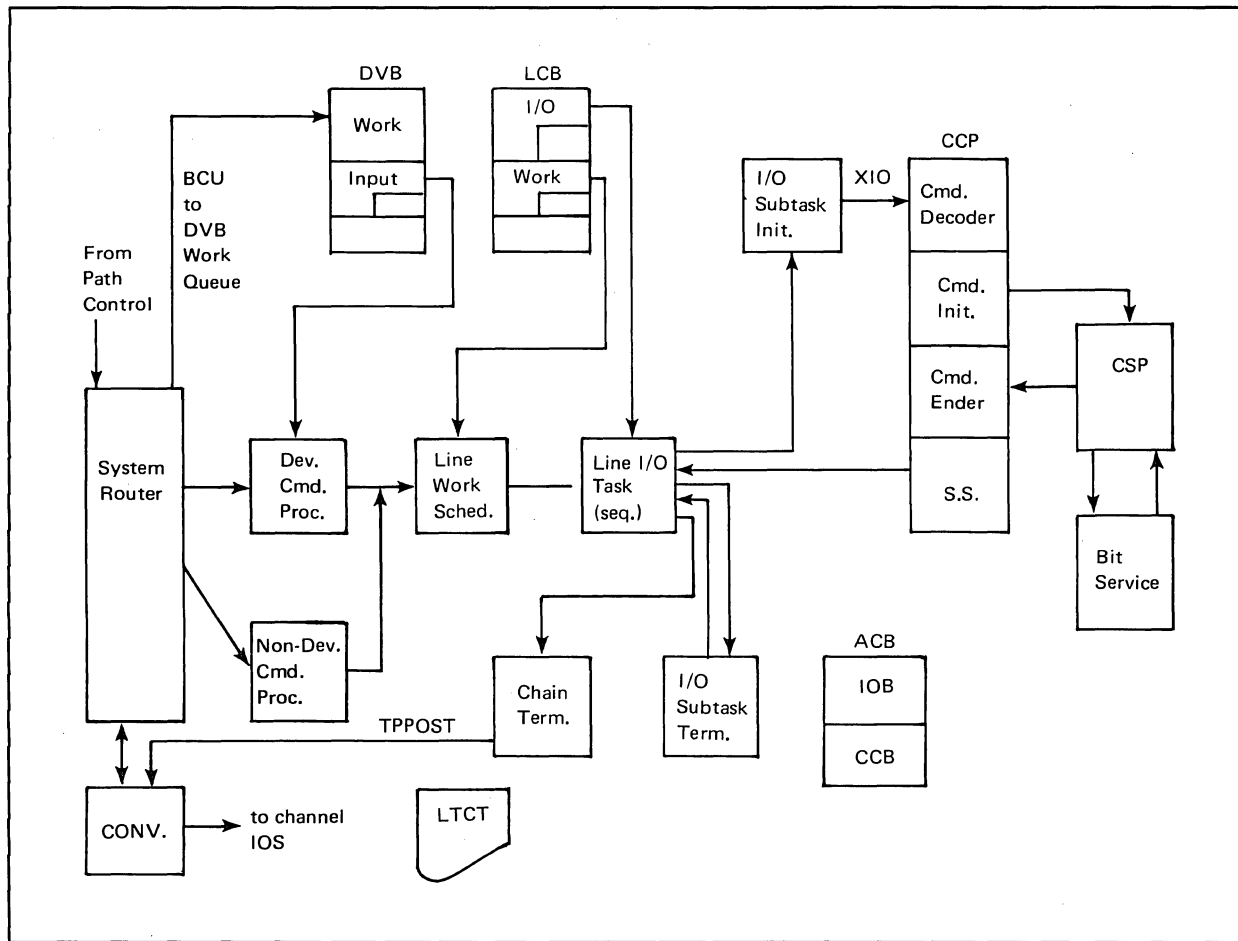 DVB
Work
Input
LCB
I/O
Work
BCU
to
DVB
Work
Queue
From
Path
Control
I/O
Subtask
Init.
XIO
CCP
Cmd.
Decoder
Cmd.
Init.
Cmd.
Ender
S.S.
CSP
Bit
Service
System
Router
Dev.
Cmd.
Proc.
Line
Work
Sched.
Line I/O
Task
(seq.)
Non-Dev.
Cmd.
Proc.
Chain
Term.
I/O
Subtask
Term.
ACB
IOB
CCB
TPPOST
CONV.
to channel
IOS
LTCT